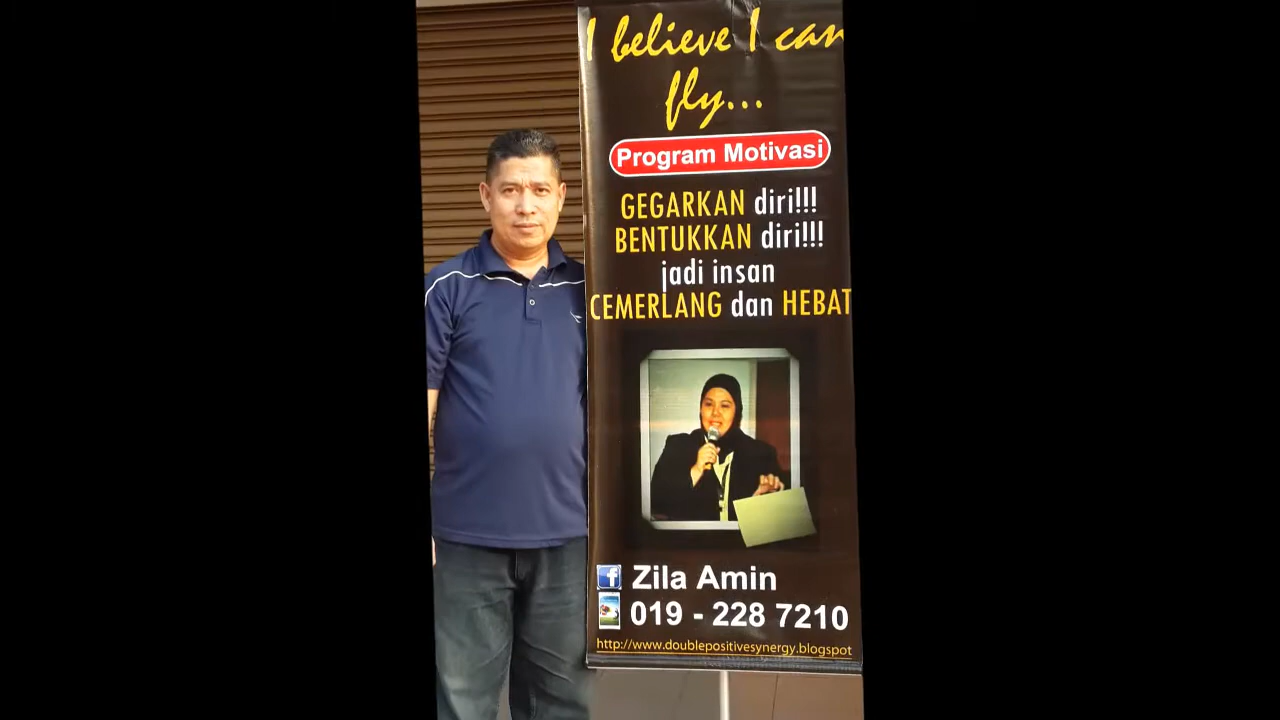 I believe I can
fly...
Program Motivasi
GEGARKAN diri!!!
BENTUKKAN diri!!!
jadi insan
CEMERLANG dan HEBAT
Zila Amin
019 - 228 7210
http://www.doublepositivesynergy.blogspot